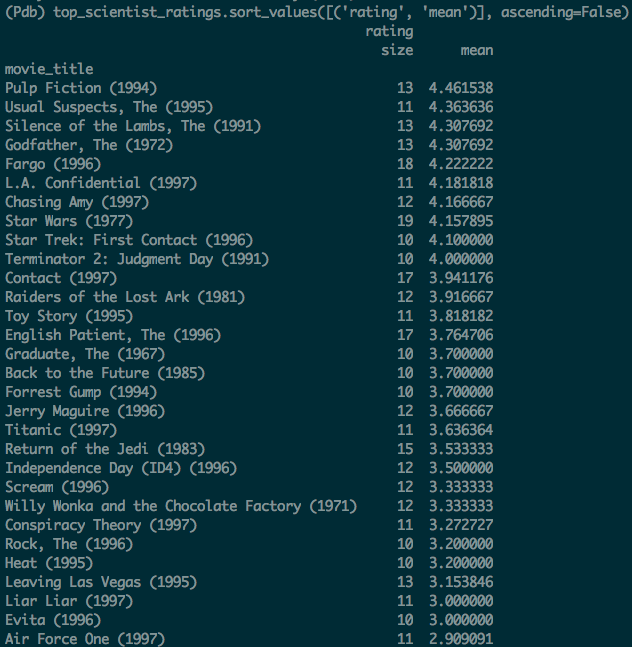 (Pdb) top_scientist_ratings.sort_values([('rating', 'mean')], ascending=False)
rating
size mean
movie_title
Pulp Fiction (1994) 13 4.461538
Usual Suspects, The (1995) 11 4.363636
Silence of the Lambs, The (1991) 13 4.307692
Godfather, The (1972) 13 4.307692
Fargo (1996) 18 4.222222
L.A. Confidential (1997) 11 4.181818
Chasing Amy (1997) 12 4.166667
Star Wars (1977) 19 4.157895
Star Trek: First Contact (1996) 10 4.100000
Terminator 2: Judgment Day (1991) 10 4.000000
Contact (1997) 17 3.941176
Raiders of the Lost Ark (1981) 12 3.916667
Toy Story (1995) 11 3.818182
English Patient, The (1996) 17 3.764706
Graduate, The (1967) 10 3.700000
Back to the Future (1985) 10 3.700000
Forrest Gump (1994) 10 3.700000
Jerry Maguire (1996) 12 3.666667
Titanic (1997) 11 3.636364
Return of the Jedi (1983) 15 3.533333
Independence Day (ID4) (1996) 12 3.500000
Scream (1996) 12 3.333333
Willy Wonka and the Chocolate Factory (1971) 12 3.333333
Conspiracy Theory (1997) 11 3.272727
Rock, The (1996) 10 3.200000
Heat (1995) 10 3.200000
Leaving Las Vegas (1995) 13 3.153846
Liar Liar (1997) 11 3.000000
Evita (1996) 10 3.000000
Air Force One (1997) 11 2.909091